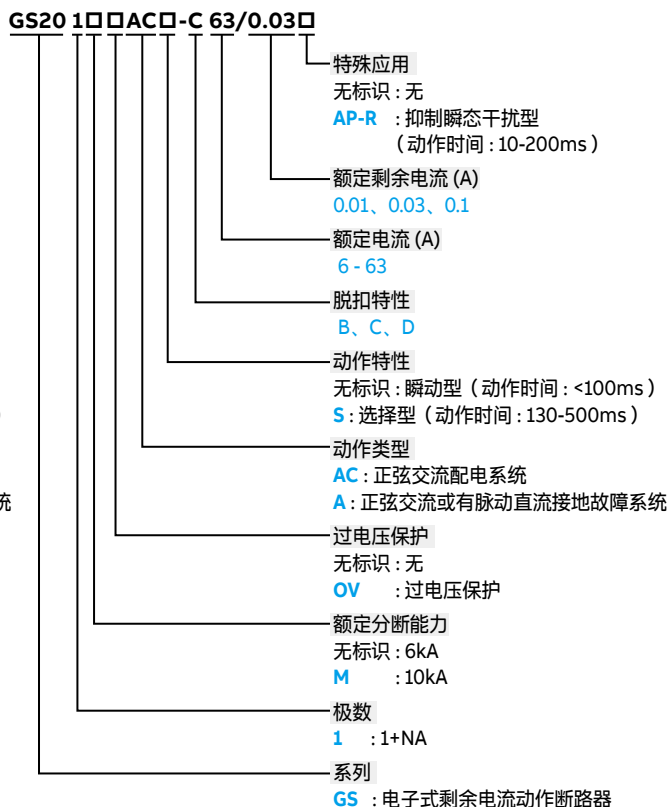 GS20 1□□AC□-C 63/0.03□
特殊应用
无标识 : 无
AP-R : 抑制瞬态干扰型
（动作时间 : 10-200ms）
额定剩余电流 (A)
0.01、0.03、0.1
额定电流 (A)
6 - 63
脱扣特性
B、C、D
动作特性
无标识 : 瞬动型（动作时间 : <100ms）
S : 选择型（动作时间 : 130-500ms）
动作类型
AC : 正弦交流配电系统
统
A : 正弦交流或有脉动直流接地故障系统
过电压保护
无标识 : 无
OV : 过电压保护
额定分断能力
无标识 : 6kA
M : 10kA
极数
1 : 1+NA
系列
GS : 电子式剩余电流动作断路器